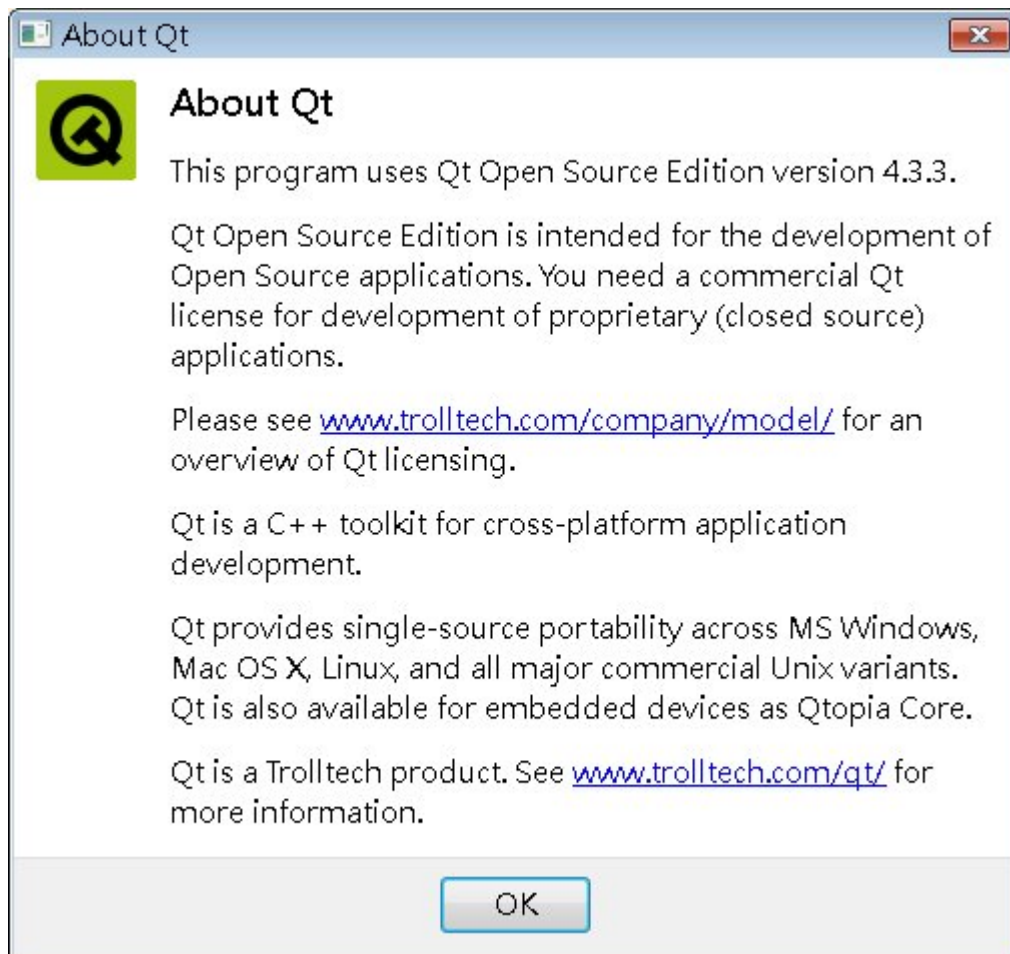 About Qt
About Qt
This program uses Qt Open Source Edition version 4.3.3.
Qt Open Source Edition is intended for the development of
Open Source applications. You need a commercial Qt
license for development of proprietary (closed source)
applications.
Please see www.trolltech.com/company/model/ for an
overview of Qt licensing.
Qt is a C++ toolkit for cross-platform application
development.
Qt provides single-source portability across MS Windows,
Mac OS X, Linux, and all major commercial Unix variants.
Qt is also available for embedded devices as Qtopia Core.
Qt is a Trolltech product. See www.trolltech.com/qt/ for
more information.
OK